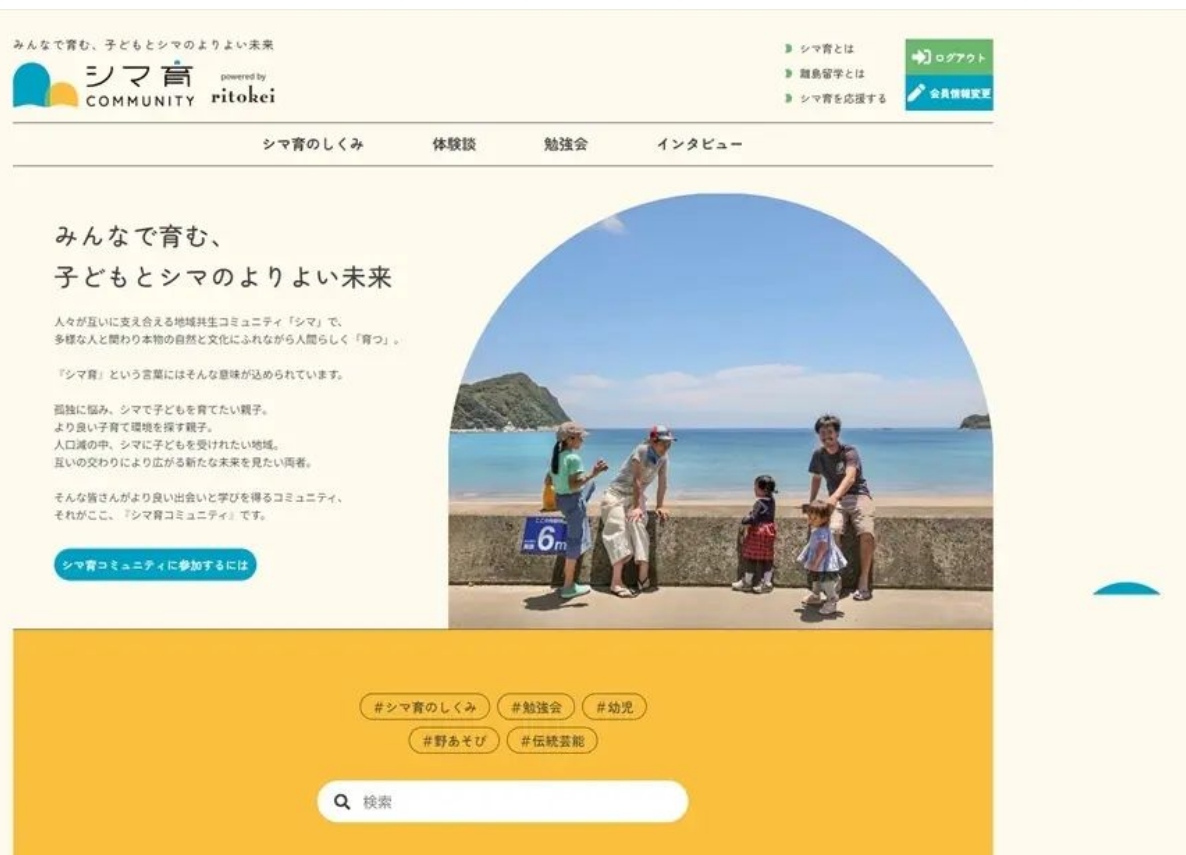 みんなで育む、子どもとシマのよりよい未来
シマ育
COMMUNITY
powered by
ritokei
シマ育とは
離島留学とは
シマ育を応援する
ログアウト
会員情報変更
シマ育のしくみ
体験談
勉強会
インタビュー
みんなで育む、
子どもとシマのよりよい未来
人々が互いに支え合える地域共生コミュニティ「シマ」で、
多様な人と関わり本物の自然と文化にふれながら人間らしく「育つ」。
『シマ育』という言葉にはそんな意味が込められています。
孤独に悩み、シマで子どもを育てたい親子。
より良い子育て環境を探す親子。
人口減の中、シマに子どもを受けれたい地域。
互いの交わりにより広がる新たな未来を見たい両者。
そんな皆さんがより良い出会いと学びを得るコミュニティ、
それがここ、『シマ育コミュニティ』です。
シマ育コミュニティに参加するには
6m
#シマ育のしくみ
#勉強会
#幼児
#野あそび
#伝統芸能
検索